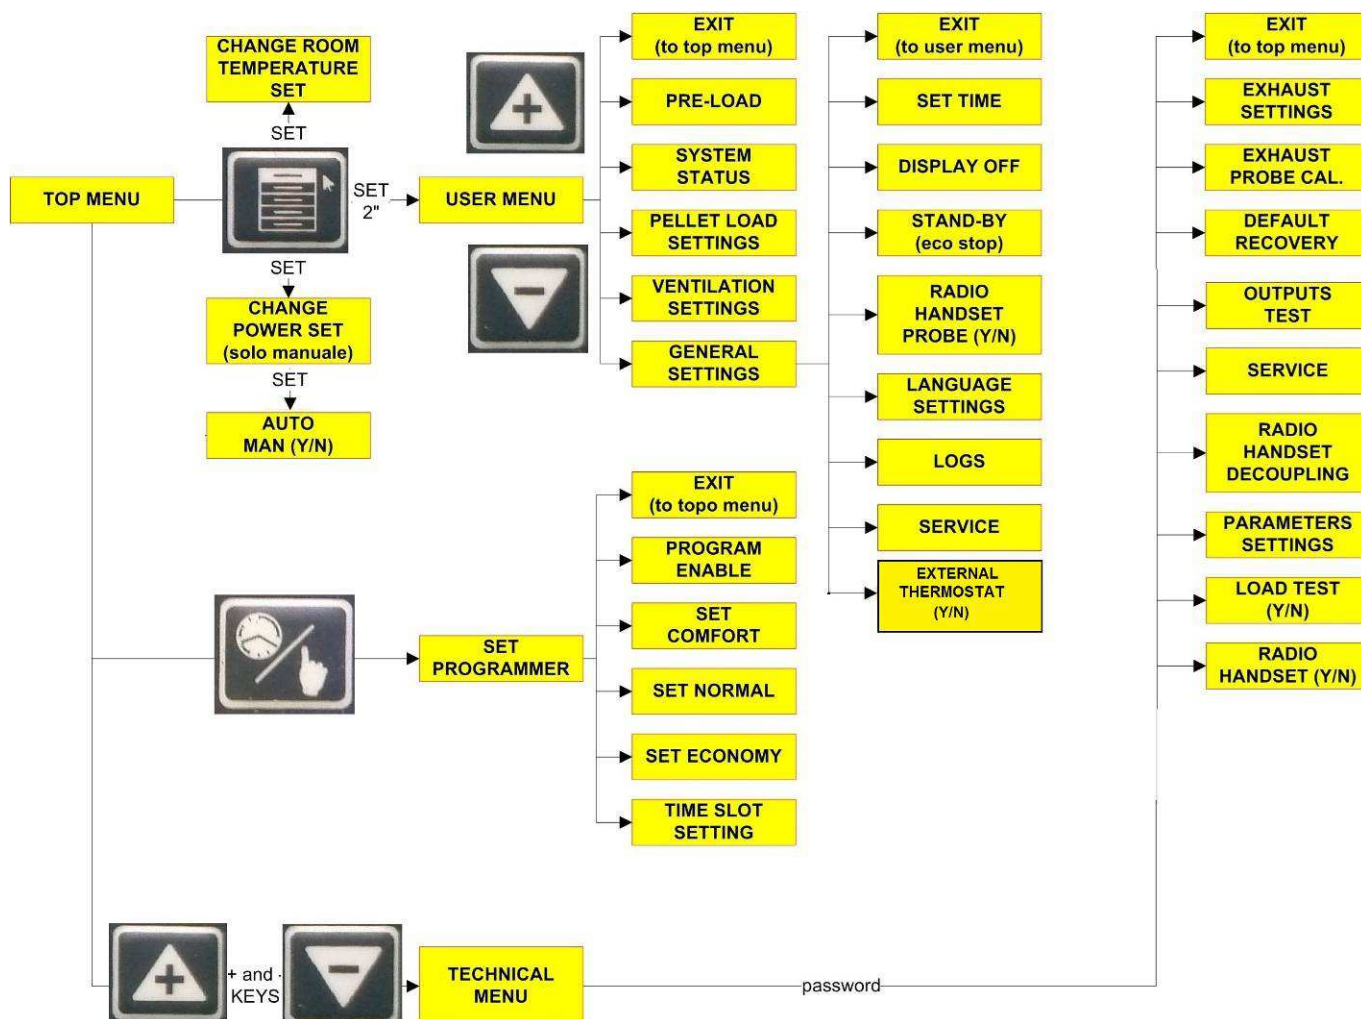 CHANGE ROOM
TEMPERATURE
SET
SET
TOP MENU
SET
2"
USER MENU
SET
CHANGE
POWER SET
(solo manuale)
SET
AUTO
MAN (Y/N)
+
-
EXIT
(to top menu)
PRE-LOAD
SYSTEM
STATUS
PELLET LOAD
SETTINGS
VENTILATION
SETTINGS
GENERAL
SETTINGS
EXIT
(to user menu)
SET TIME
DISPLAY OFF
STAND-BY
(eco stop)
RADIO
HANDSET
PROBE (Y/N)
LANGUAGE
SETTINGS
LOGS
SERVICE
EXTERNAL
THERMOSTAT
(Y/N)
SET
PROGRAMMER
EXIT
(to topo menu)
PROGRAM
ENABLE
SET
COMFORT
SET NORMAL
SET ECONOMY
TIME SLOT
SETTING
+
+ and -
KEYS
-
TECHNICAL
MENU
password
EXIT
(to top menu)
EXHAUST
SETTINGS
EXHAUST
PROBE CAL.
DEFAULT
RECOVERY
OUTPUTS
TEST
SERVICE
RADIO
HANDSET
DECOUPLING
PARAMETERS
SETTINGS
LOAD TEST
(Y/N)
RADIO
HANDSET (Y/N)